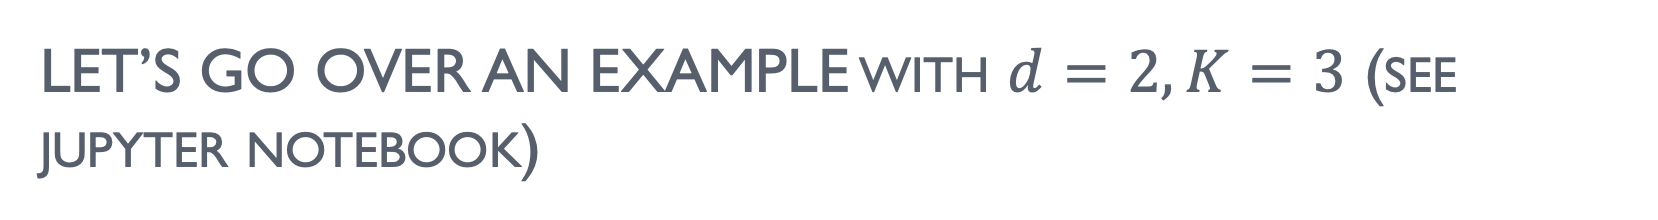 LET'S GO OVER AN EXAMPLE WITH d = 2, K = 3 (SEE
JUPYTER NOTEBOOK)